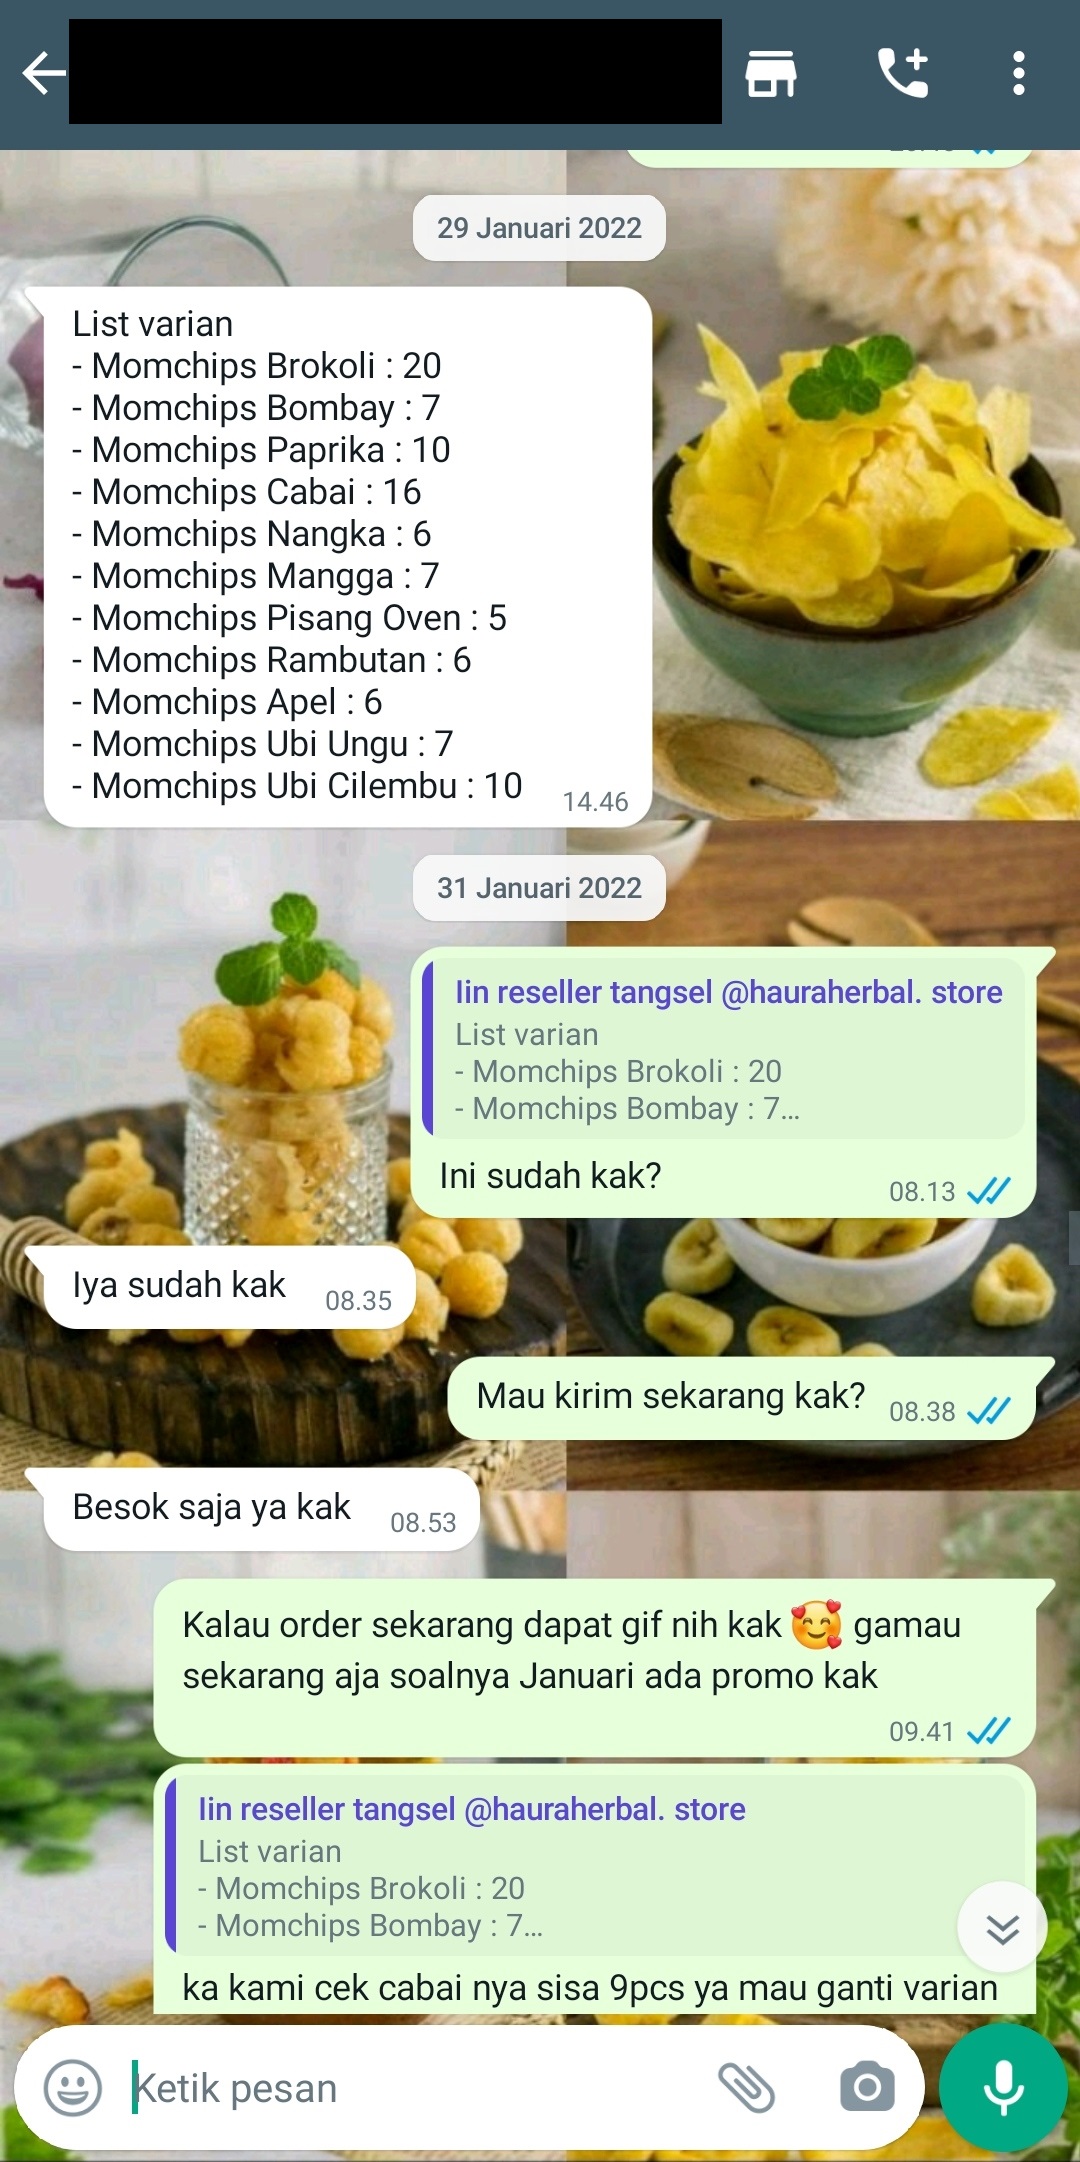 29 Januari 2022
List varian
- Momchips Brokoli : 20
- Momchips Bombay : 7
- Momchips Paprika : 10
- Momchips Cabai : 16
- Momchips Nangka : 6
- Momchips Mangga : 7
- Momchips Pisang Oven : 5
- Momchips Rambutan : 6
- Momchips Apel : 6
- Momchips Ubi Ungu : 7
- Momchips Ubi Cilembu : 10
14.46
31 Januari 2022
Iin reseller tangsel @hauraherbal. store
List varian
- Momchips Brokoli : 20
- Momchips Bombay : 7...
Ini sudah kak?
08.13
Iya sudah kak
08.35
Mau kirim sekarang kak?
08.38
Besok saja ya kak
08.53
Kalau order sekarang dapat gif nih kak 🥰 gamau
sekarang aja soalnya Januari ada promo kak
09.41
Iin reseller tangsel @hauraherbal. store
List varian
- Momchips Brokoli : 20
- Momchips Bombay : 7...
ka kami cek cabai nya sisa 9pcs ya mau ganti varian
Ketik pesan